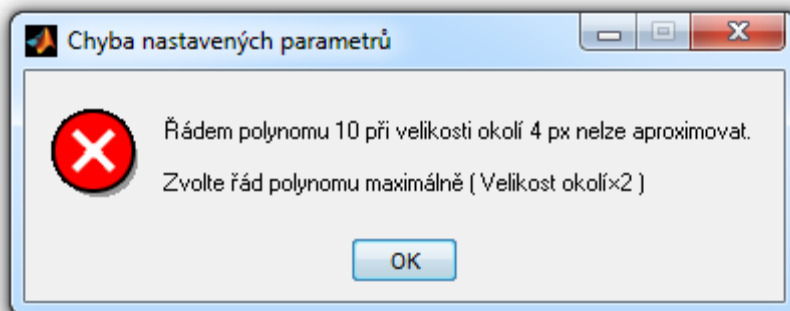 Chyba nastavených parametrů
Řádem polynomu 10 při velikosti okolí 4 px nelze aproximovat.
Zvolte řád polynomu maximálně ( Velikost okolí×2 )
OK